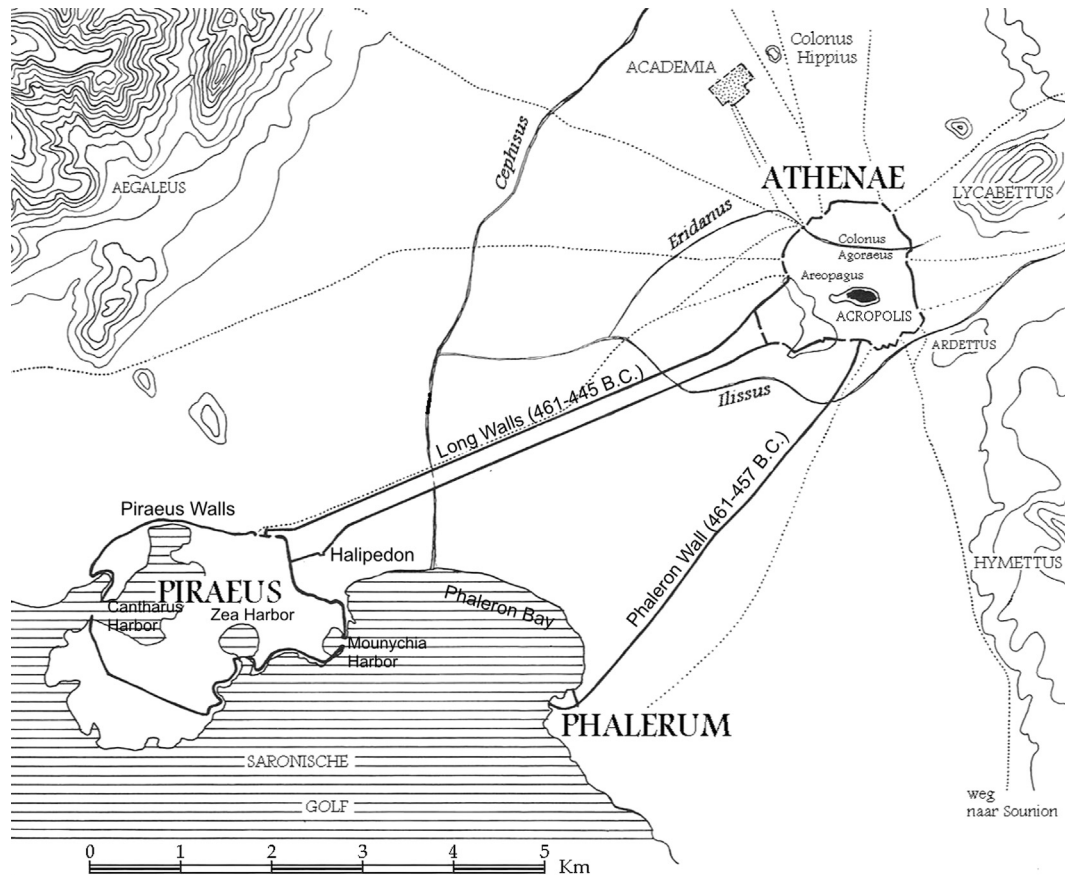 Colonus
Hippius
ACADEMIA
Cephisus
ATHENAE
AEGALEUS
LYCABETTUS
Eridanus
Colonus
Agoraeus
Areopagus
ACROPOLIS
ARDETTUS
Ilissus
Long Walls (461-445 B.C.)
Phaleron Wall (461-457 B.C.)
Piraeus Walls
Halipedon
HYMETTUS
PIRAEUS
Phaleron Bay
Cantharus
Harbor
Zea Harbor
Mounychia
Harbor
PHALERUM
SARONISCHE
GOLF
weg
naar Sounion
0 1 2 3 4 5 Km